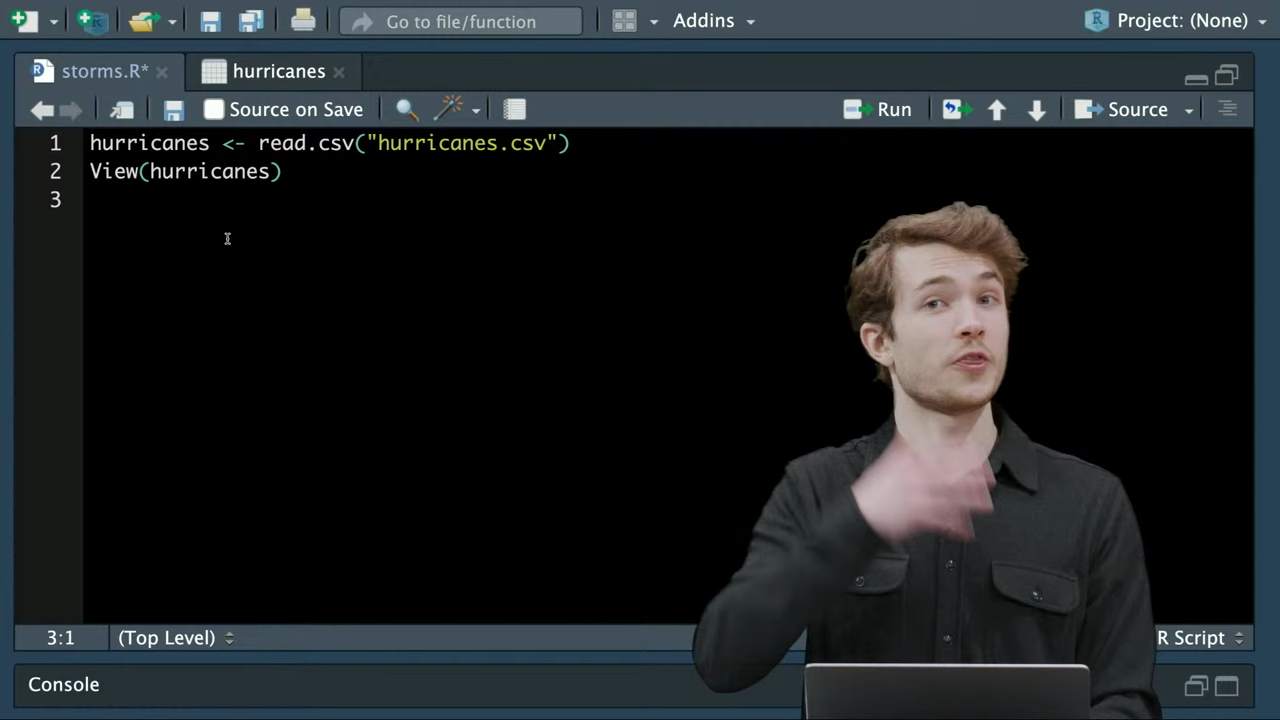 Go to file/function
Addins
Project: (None)
storms.R*
hurricanes
Source on Save
Run
Source
1 hurricanes <- read.csv("hurricanes.csv")
2 View(hurricanes)
3
3:1
(Top Level)
R Script
Console